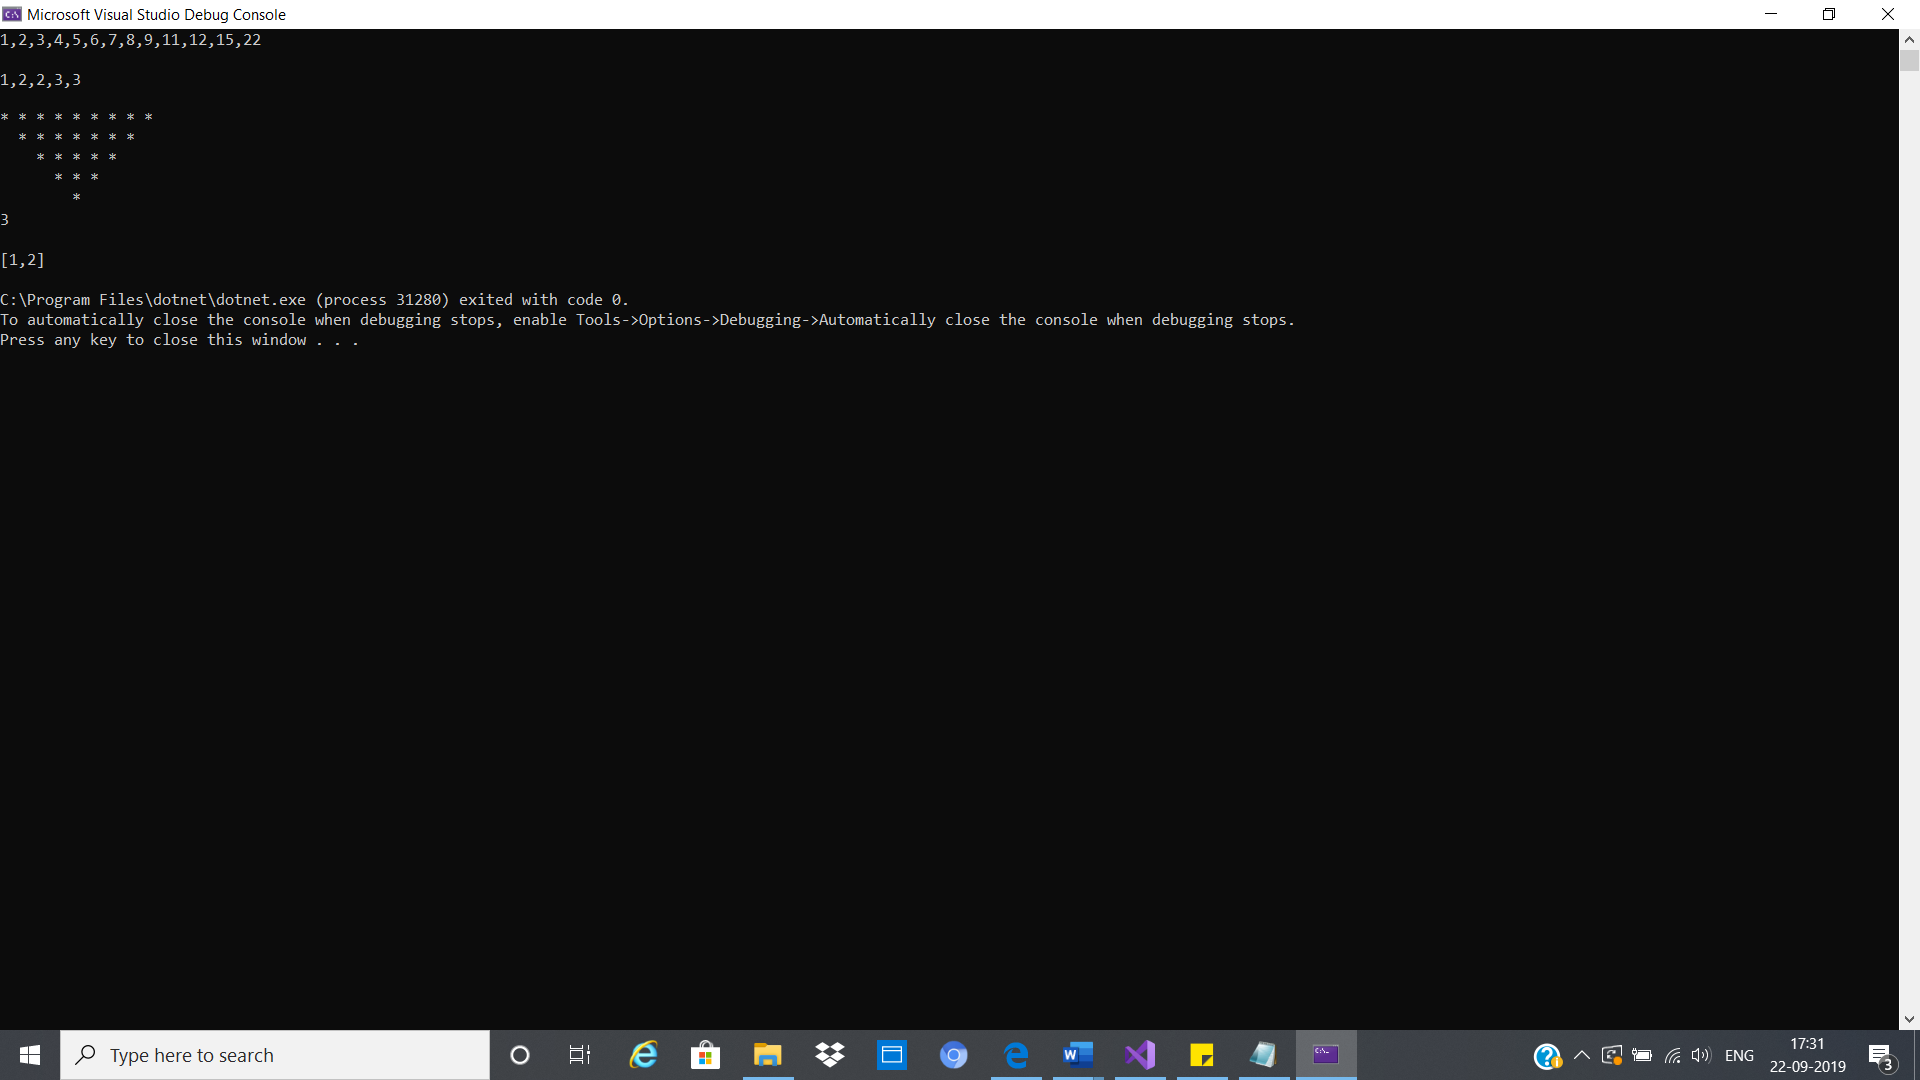 Microsoft Visual Studio Debug Console
1,2,3,4,5,6,7,8,9,11,12,15,22
1,2,2,3,3
* * * * * * * * *
  * * * * * * *
    * * * * *
      * * *
        *
3
[1,2]
C:\Program Files\dotnet\dotnet.exe (process 31280) exited with code 0.
To automatically close the console when debugging stops, enable Tools->Options->Debugging->Automatically close the console when debugging stops.
Press any key to close this window . . .
Type here to search
ENG
17:31
22-09-2019
3